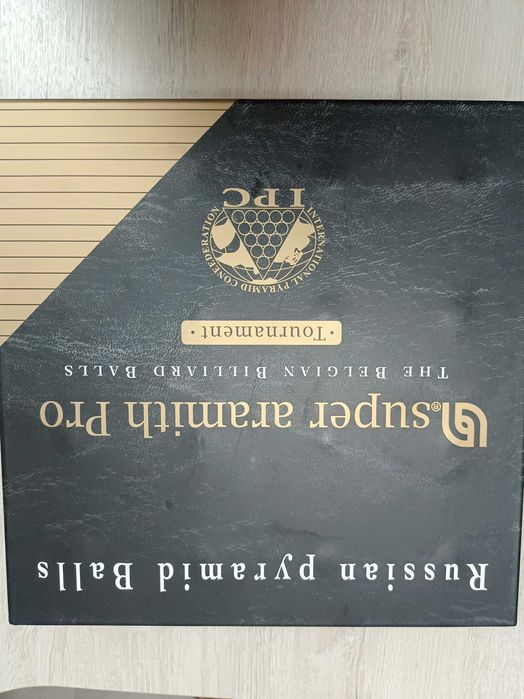 Russian pyramid Balls
super aramith Pro®
THE BELGIAN BILLIARD BALLS
· Tournament ·
INTERNATIONAL PYRAMID CONFEDERATION
IPC